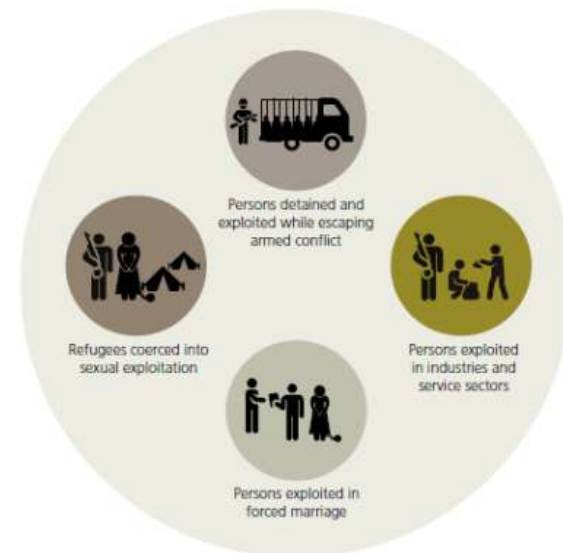 Persons detained and
exploited while escaping
armed conflict
Refugees coerced into
sexual exploitation
Persons exploited
in industries and
service sectors
Persons exploited in
forced marriage